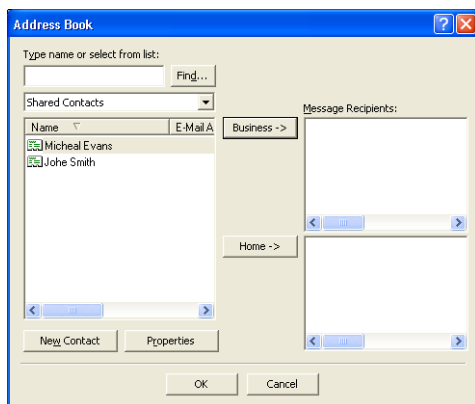 Address Book
Type name or select from list:
Find...
Shared Contacts
Message Recipients:
Name
E-Mail A
Business ->
Micheal Evans
Johe Smith
Home ->
New Contact
Properties
OK
Cancel